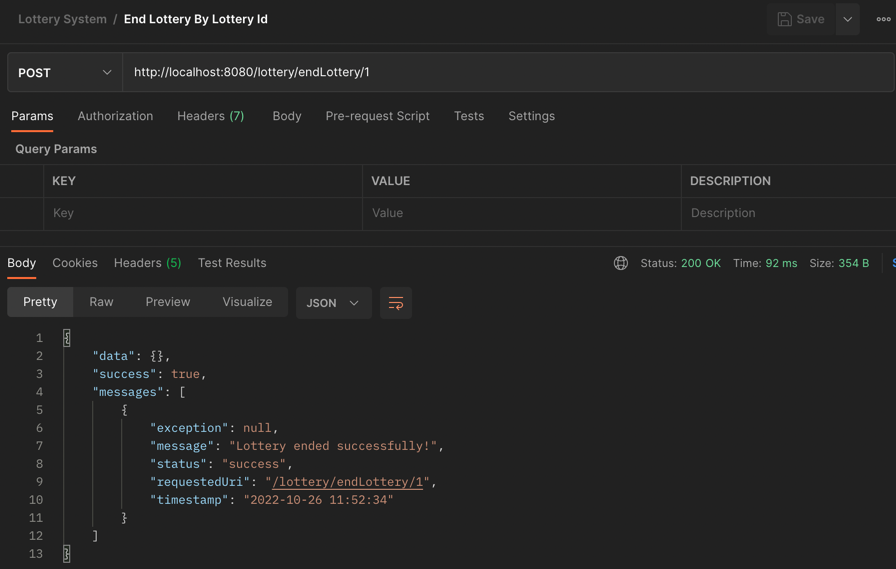 Lottery System / End Lottery By Lottery Id
Save
POST http://localhost:8080/lottery/endLottery/1
Params Authorization Headers (7) Body Pre-request Script Tests Settings
Query Params
KEY VALUE DESCRIPTION
Key Value Description
Body Cookies Headers (5) Test Results Status: 200 OK Time: 92 ms Size: 354 B
Pretty Raw Preview Visualize JSON
1 {
2 "data": {},
3 "success": true,
4 "messages": [
5 {
6 "exception": null,
7 "message": "Lottery ended successfully!",
8 "status": "success",
9 "requestedUri": "/lottery/endLottery/1",
10 "timestamp": "2022-10-26 11:52:34"
11 }
12 ]
13 }